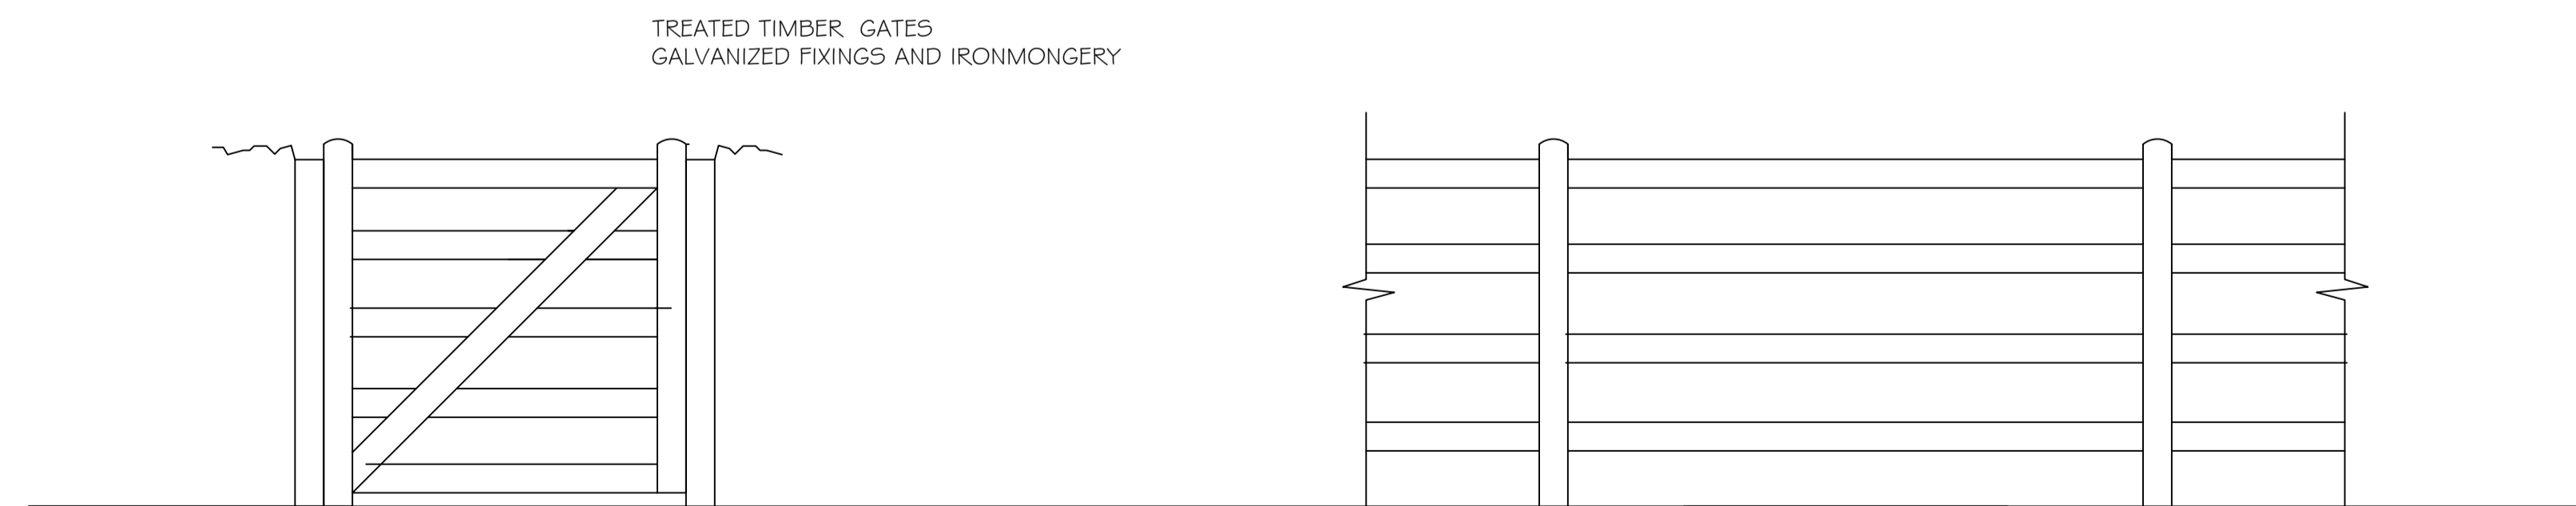 TREATED TIMBER GATES
GALVANIZED FIXINGS AND IRONMONGERY